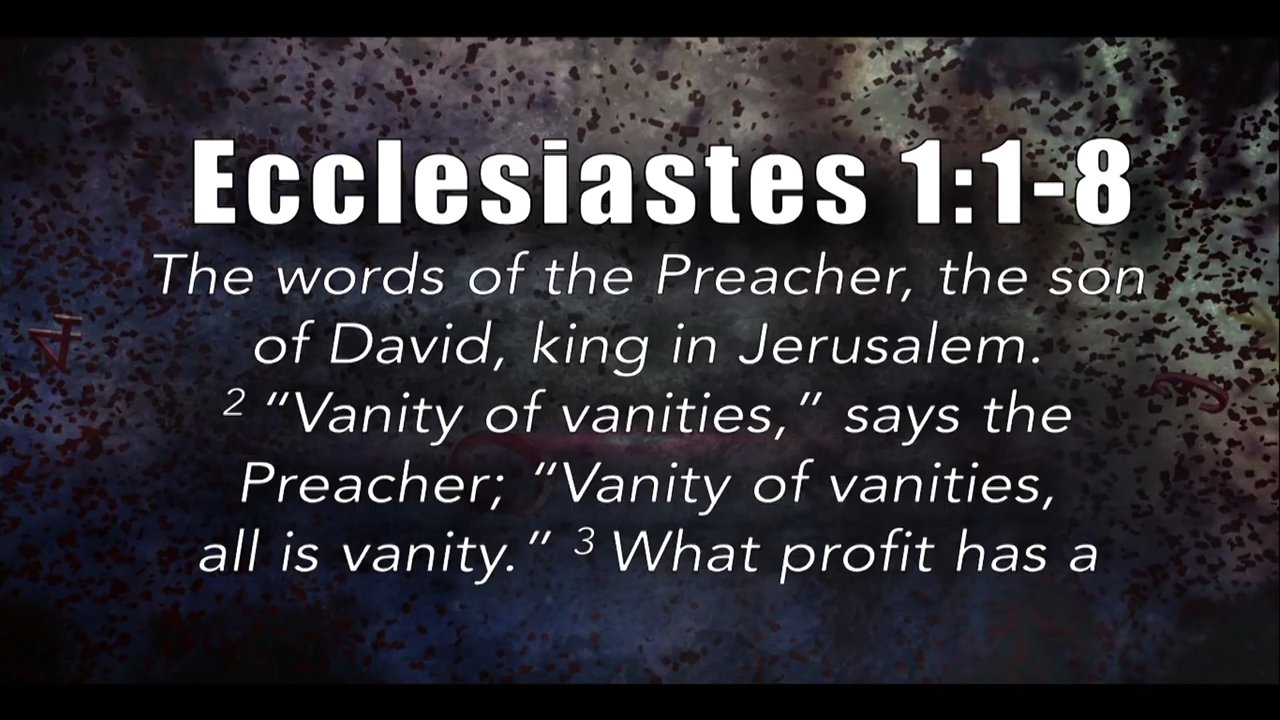 Ecclesiastes 1:1-8
The words of the Preacher, the son
of David, king in Jerusalem.
² “Vanity of vanities,” says the
Preacher; “Vanity of vanities,
all is vanity.” ³ What profit has a